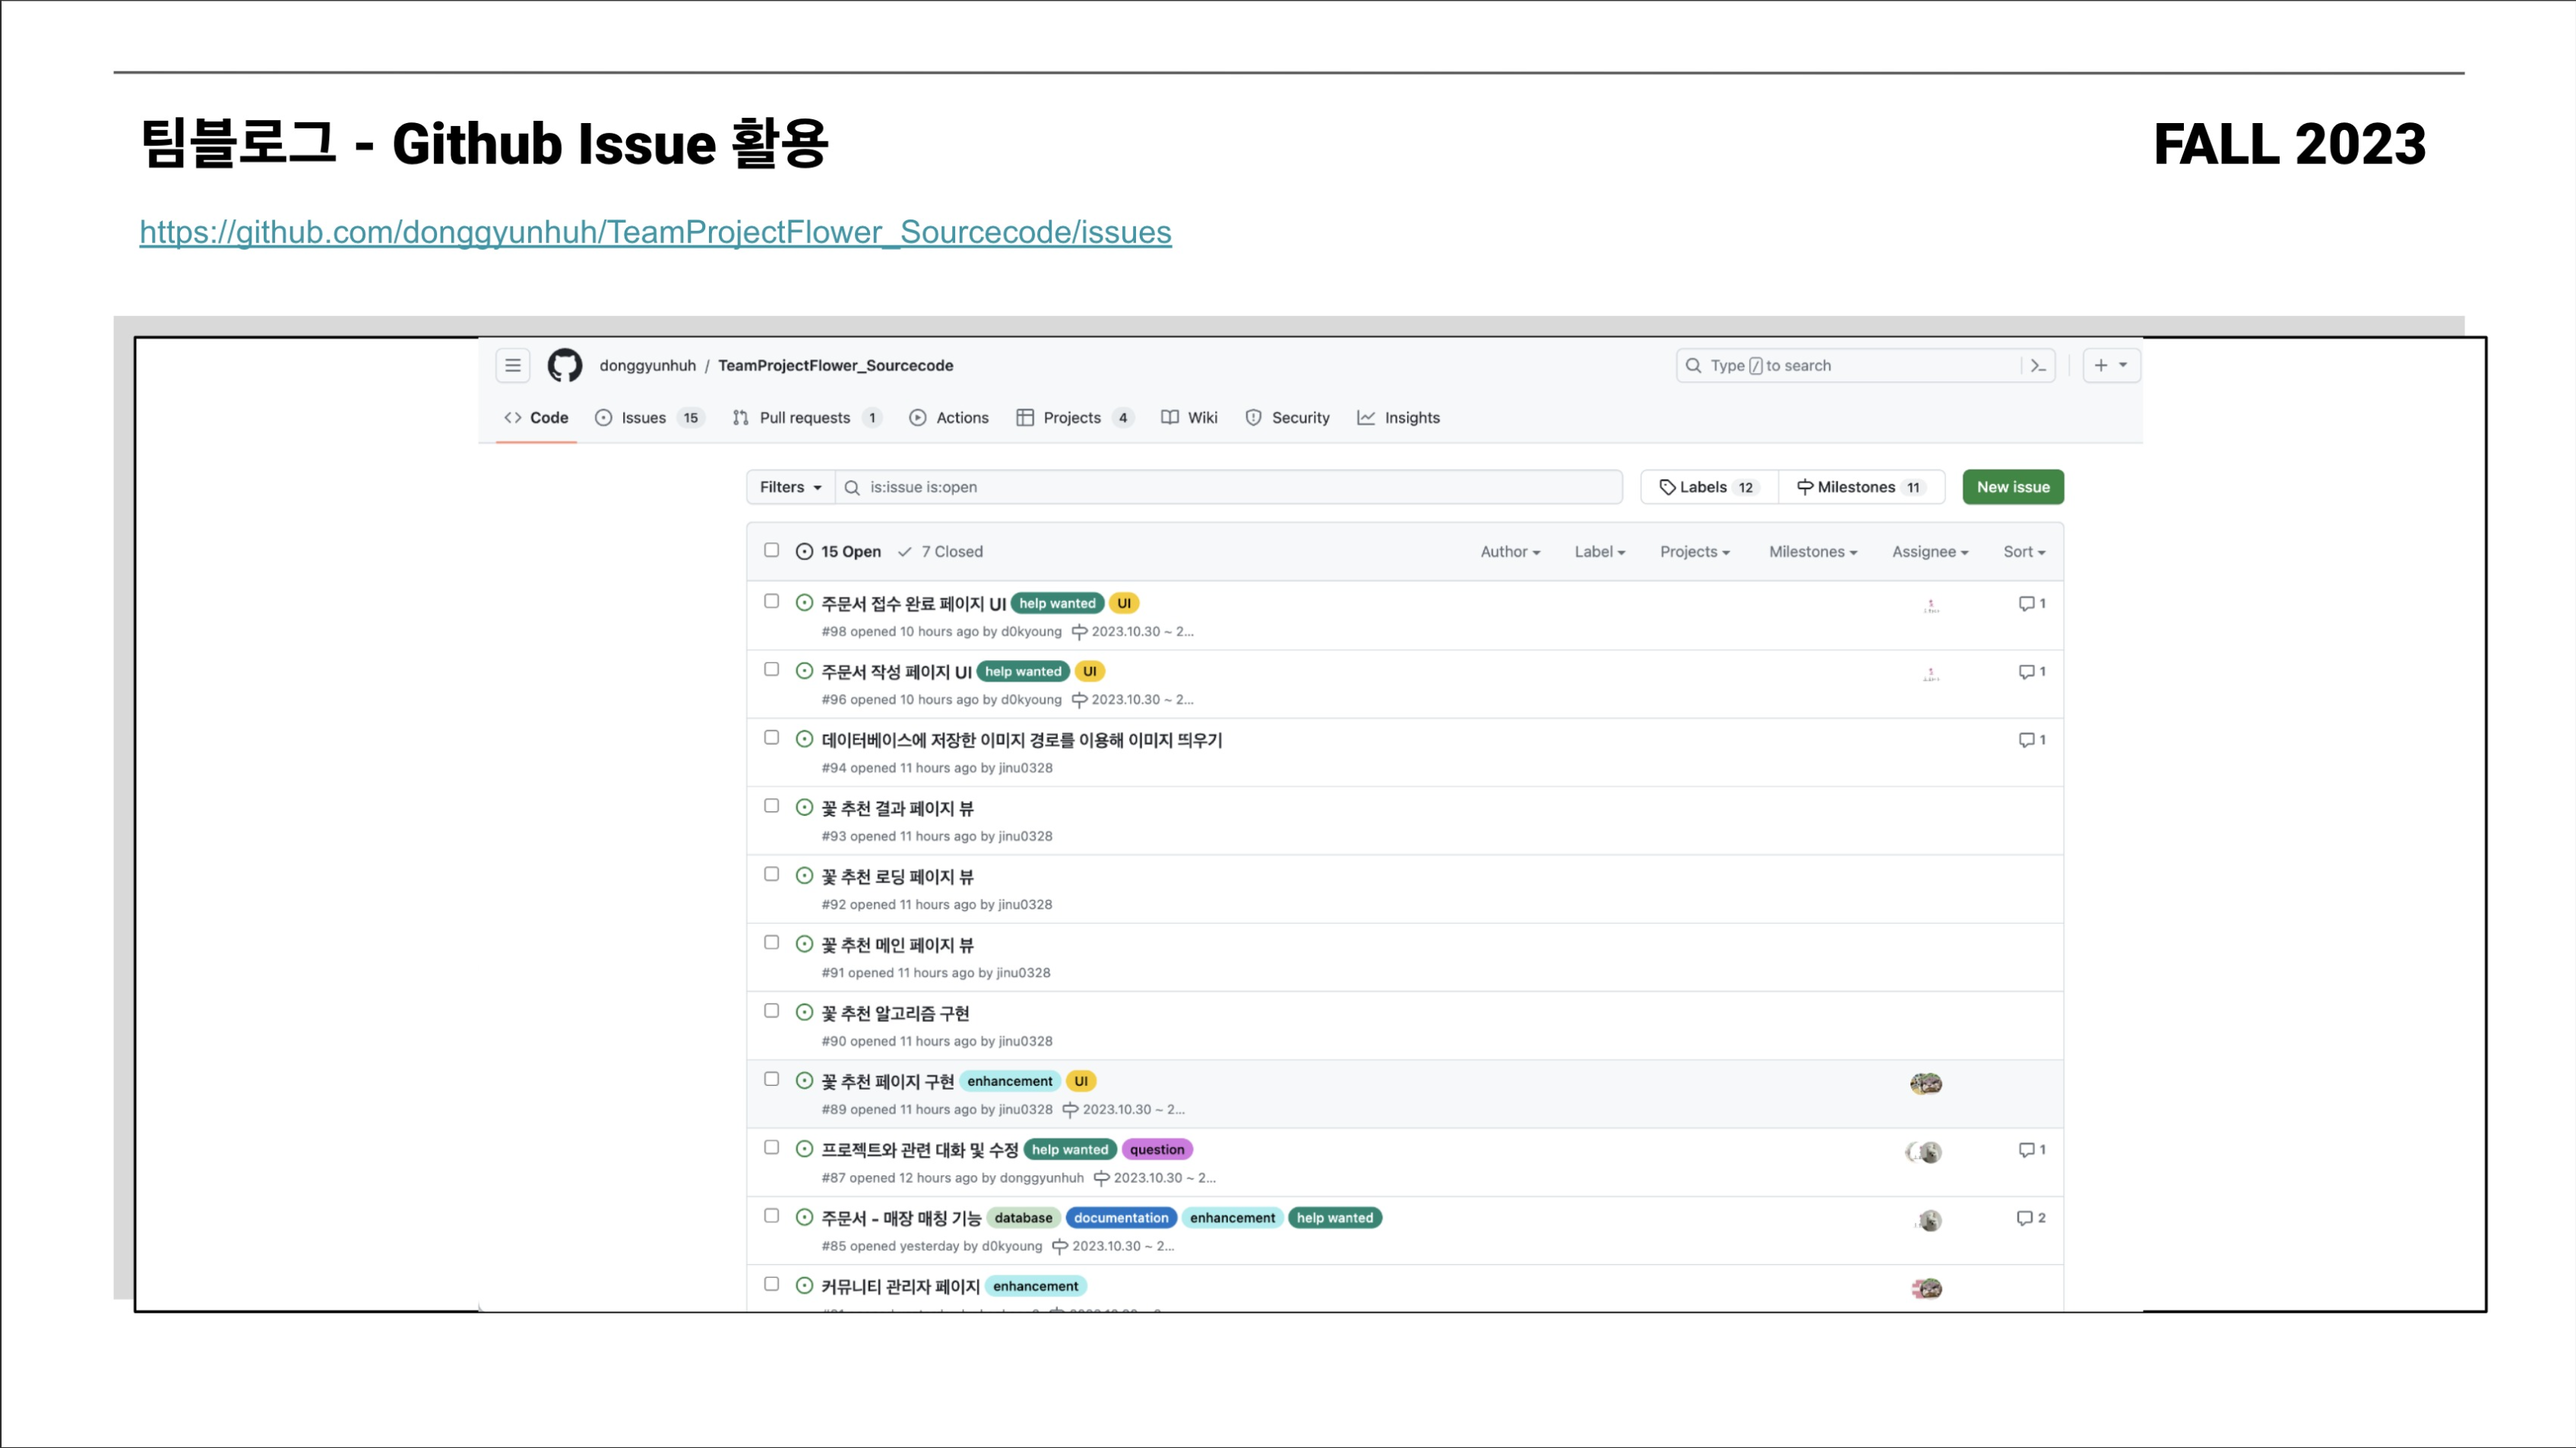 팀블로그 - Github Issue 활용
FALL 2023
https://github.com/donggyunhuh/TeamProjectFlower_Sourcecode/issues
donggyunhuh / TeamProjectFlower_Sourcecode
Type / to search
Code Issues 15 Pull requests 1 Actions Projects 4 Wiki Security Insights
Filters is:issue is:open Labels 12 Milestones 11 New issue
15 Open 7 Closed Author Label Projects Milestones Assignee Sort
주문서 접수 완료 페이지 UI help wanted UI 1
#98 opened 10 hours ago by d0kyoung 2023.10.30 ~ 2...
주문서 작성 페이지 UI help wanted UI 1
#96 opened 10 hours ago by d0kyoung 2023.10.30 ~ 2...
데이터베이스에 저장한 이미지 경로를 이용해 이미지 띄우기 1
#94 opened 11 hours ago by jinu0328
꽃 추천 결과 페이지 뷰
#93 opened 11 hours ago by jinu0328
꽃 추천 로딩 페이지 뷰
#92 opened 11 hours ago by jinu0328
꽃 추천 메인 페이지 뷰
#91 opened 11 hours ago by jinu0328
꽃 추천 알고리즘 구현
#90 opened 11 hours ago by jinu0328
꽃 추천 페이지 구현 enhancement UI
#89 opened 11 hours ago by jinu0328 2023.10.30 ~ 2...
프로젝트와 관련 대화 및 수정 help wanted question 1
#87 opened 12 hours ago by donggyunhuh 2023.10.30 ~ 2...
주문서 - 매장 매칭 기능 database documentation enhancement help wanted 2
#85 opened yesterday by d0kyoung 2023.10.30 ~ 2...
커뮤니티 관리자 페이지 enhancement